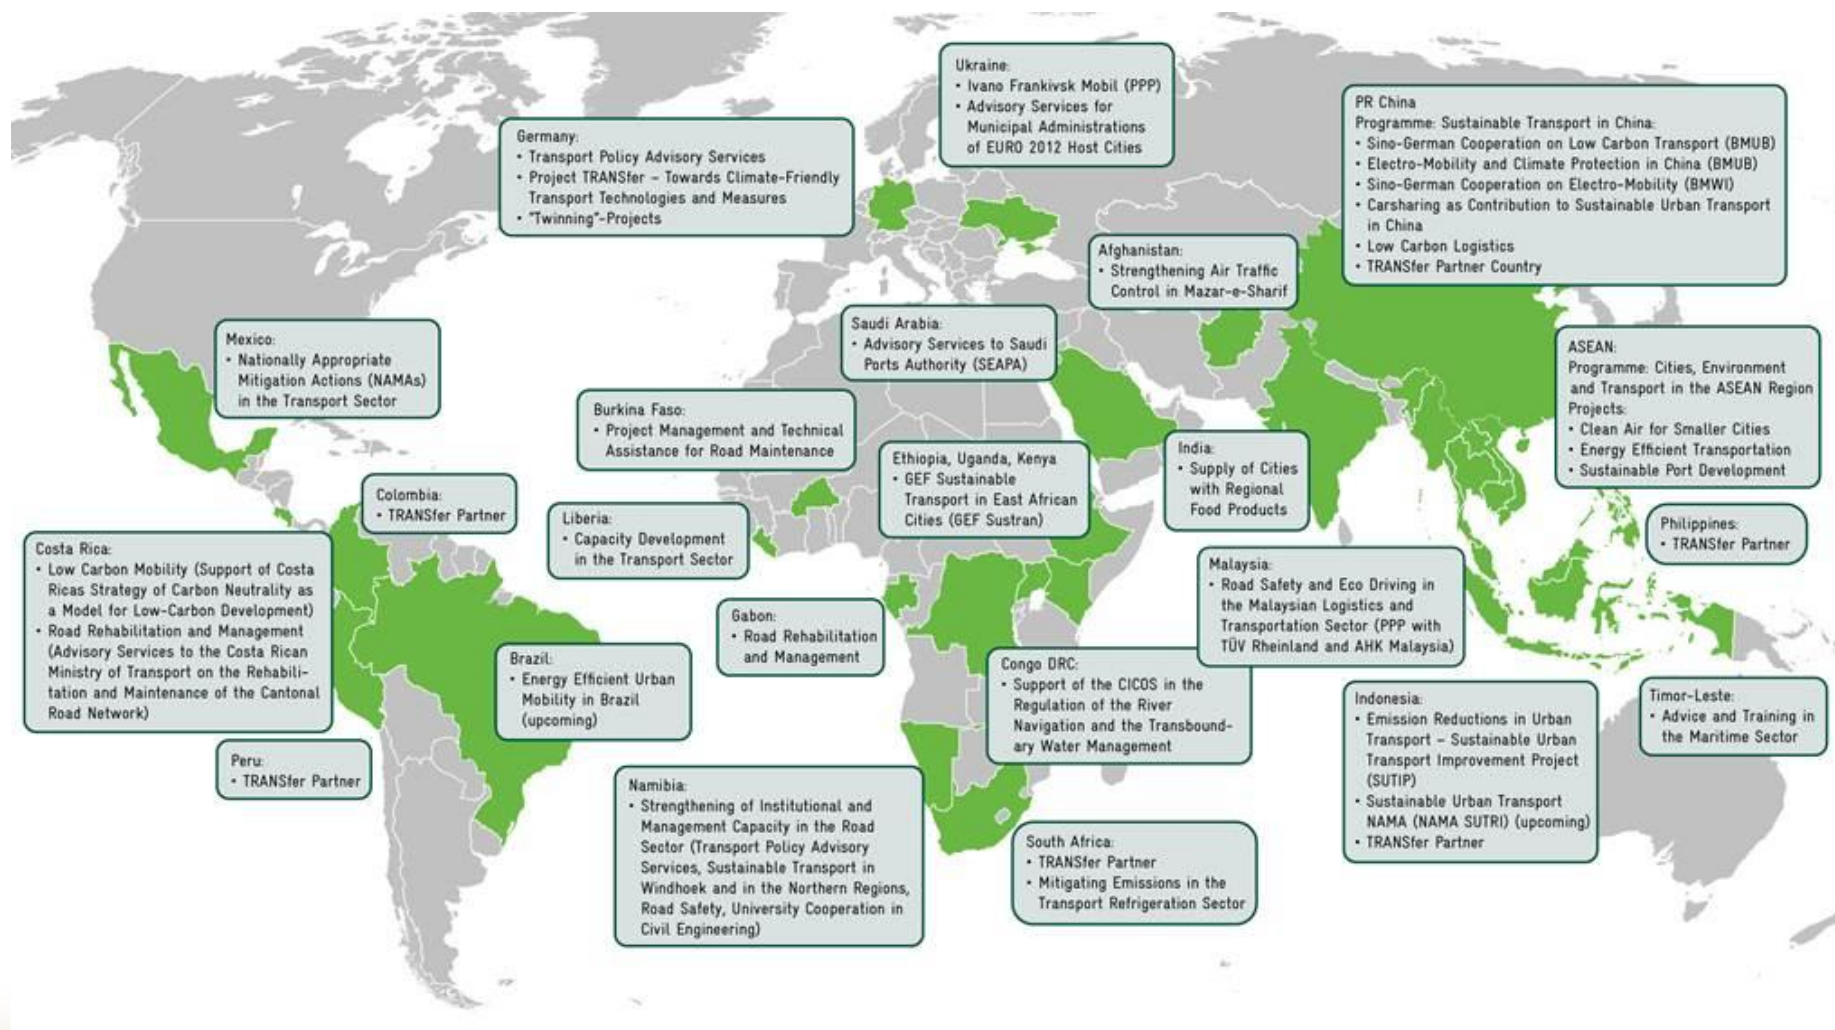 Ukraine:
• Ivano Frankivsk Mobil (PPP)
• Advisory Services for
Municipal Administrations
of EURO 2012 Host Cities
PR China
Programme: Sustainable Transport in China:
• Sino-German Cooperation on Low Carbon Transport (BMUB)
• Electro-Mobility and Climate Protection in China (BMUB)
• Sino-German Cooperation on Electro-Mobility (BMWI)
• Carsharing as Contribution to Sustainable Urban Transport
in China
• Low Carbon Logistics
• TRANSfer Partner Country
Germany:
• Transport Policy Advisory Services
• Project TRANSfer – Towards Climate-Friendly
Transport Technologies and Measures
• "Twinning"-Projects
Afghanistan:
• Strengthening Air Traffic
Control in Mazar-e-Sharif
Mexico:
• Nationally Appropriate
Mitigation Actions (NAMAs)
in the Transport Sector
Saudi Arabia:
• Advisory Services to Saudi
Ports Authority (SEAPA)
ASEAN:
Programme: Cities, Environment
and Transport in the ASEAN Region
Projects:
• Clean Air for Smaller Cities
• Energy Efficient Transportation
• Sustainable Port Development
Burkina Faso:
• Project Management and Technical
Assistance for Road Maintenance
Ethiopia, Uganda, Kenya
• GEF Sustainable
Transport in East African
Cities (GEF Sustran)
India:
• Supply of Cities
with Regional
Food Products
Colombia:
• TRANSfer Partner
Liberia:
• Capacity Development
in the Transport Sector
Philippines:
• TRANSfer Partner
Costa Rica:
• Low Carbon Mobility (Support of Costa
Ricas Strategy of Carbon Neutrality as
a Model for Low-Carbon Development)
• Road Rehabilitation and Management
(Advisory Services to the Costa Rican
Ministry of Transport on the Rehabili-
tation and Maintenance of the Cantonal
Road Network)
Malaysia:
• Road Safety and Eco Driving in
the Malaysian Logistics and
Transportation Sector (PPP with
TÜV Rheinland and AHK Malaysia)
Gabon:
• Road Rehabilitation
and Management
Brazil:
• Energy Efficient Urban
Mobility in Brazil
(upcoming)
Congo DRC:
• Support of the CICOS in the
Regulation of the River
Navigation and the Transbound-
ary Water Management
Indonesia:
• Emission Reductions in Urban
Transport – Sustainable Urban
Transport Improvement Project
(SUTIP)
• Sustainable Urban Transport
NAMA (NAMA SUTRI) (upcoming)
• TRANSfer Partner
Timor-Leste:
• Advice and Training in
the Maritime Sector
Peru:
• TRANSfer Partner
Namibia:
• Strengthening of Institutional and
Management Capacity in the Road
Sector (Transport Policy Advisory
Services, Sustainable Transport in
Windhoek and in the Northern Regions,
Road Safety, University Cooperation in
Civil Engineering)
South Africa:
• TRANSfer Partner
• Mitigating Emissions in the
Transport Refrigeration Sector